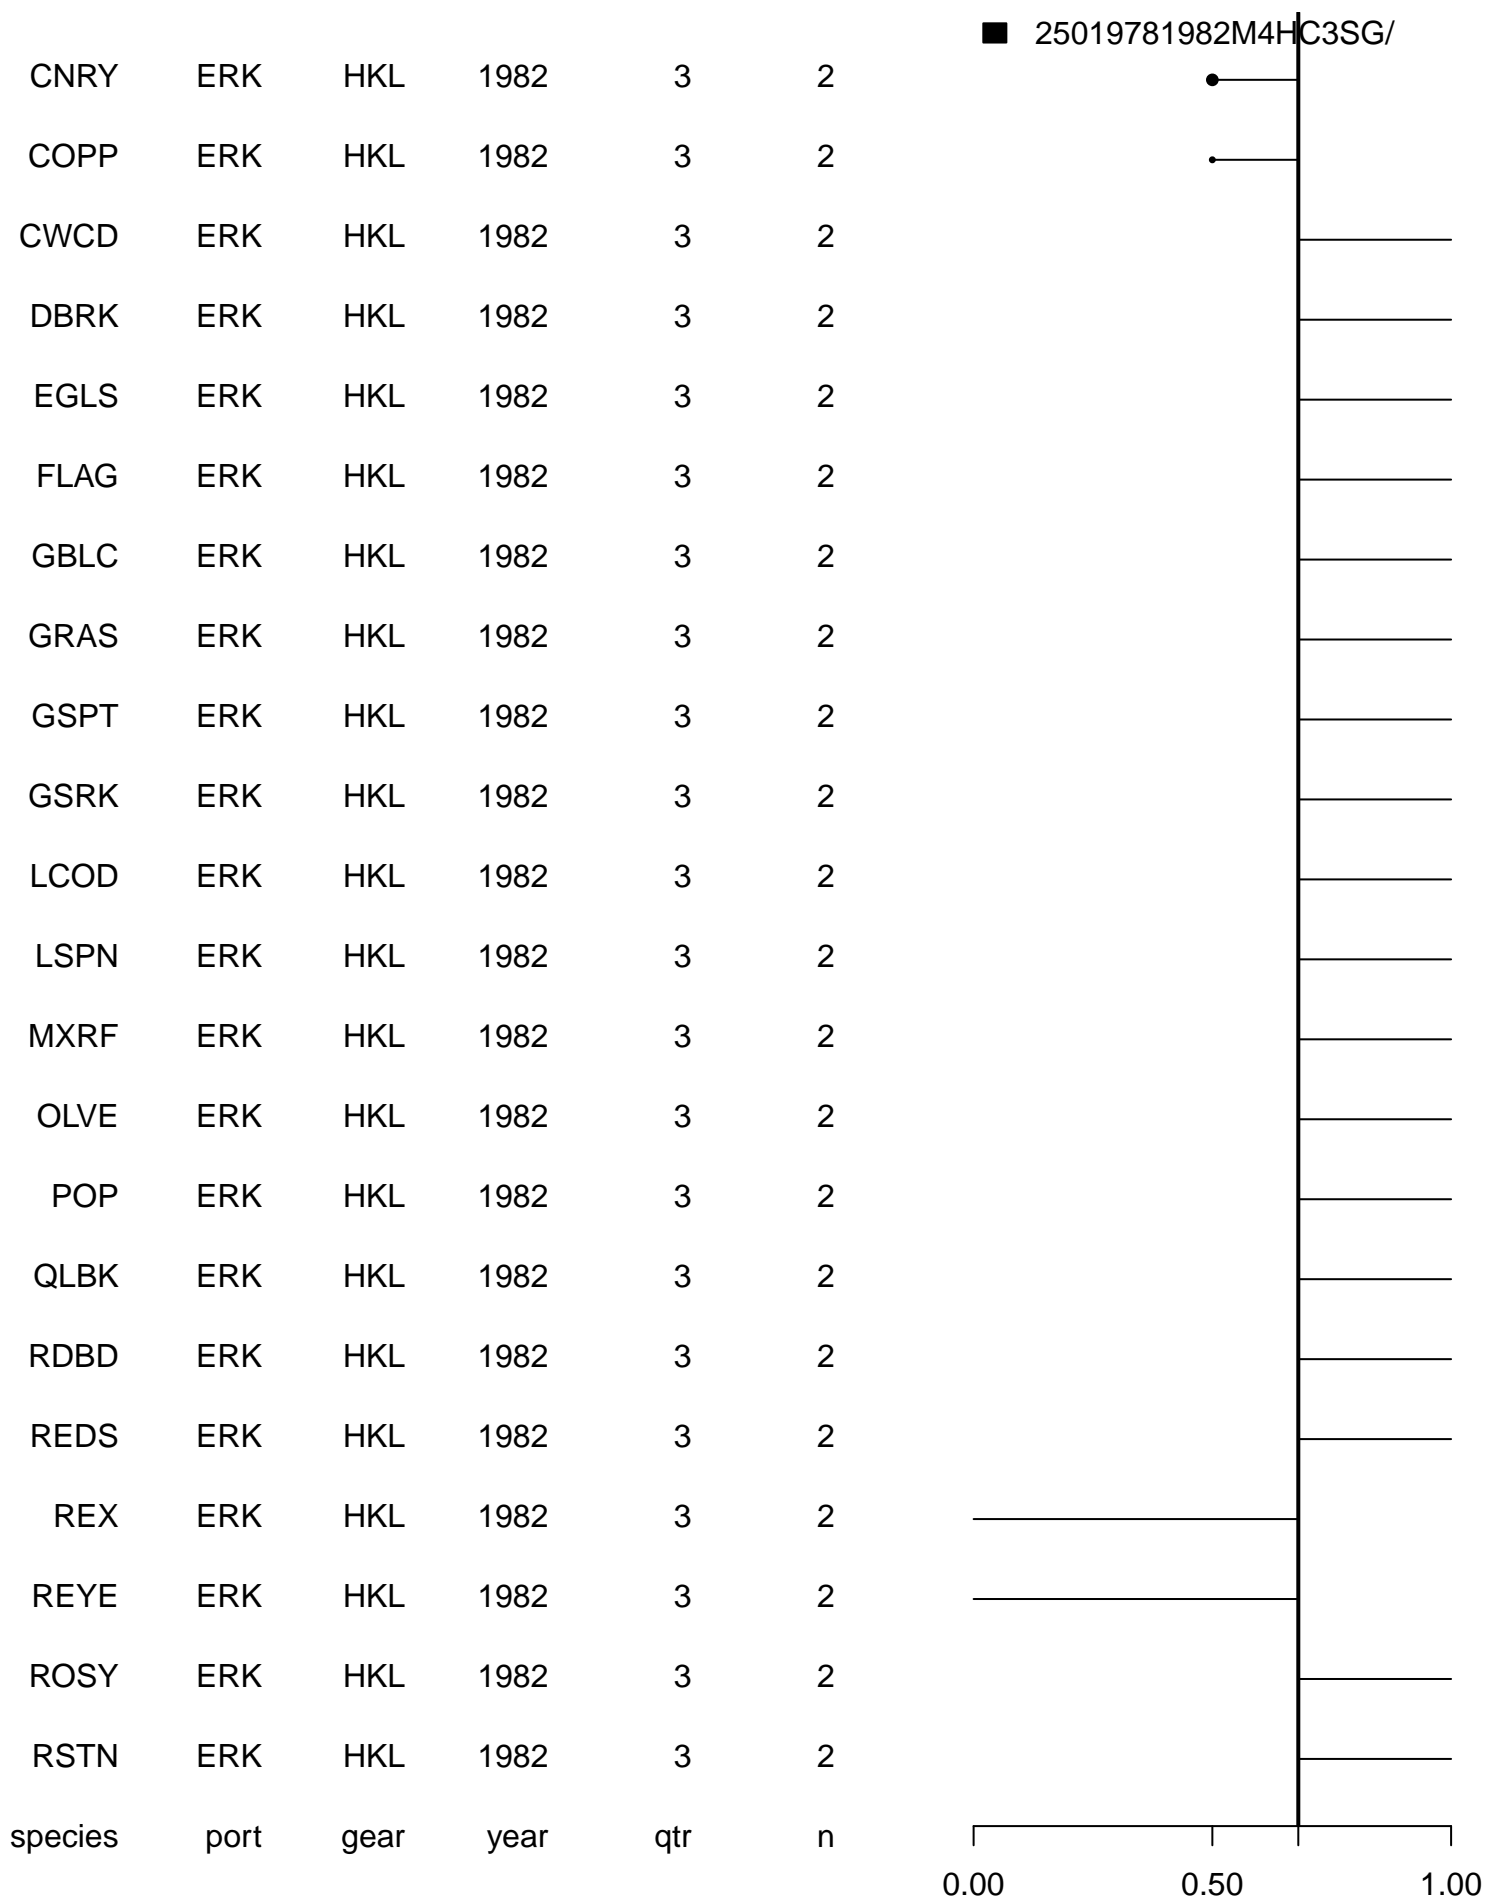 25019781982M4HC3SG/
CNRY ERK HKL 1982 3 2
COPP ERK HKL 1982 3 2
CWCD ERK HKL 1982 3 2
DBRK ERK HKL 1982 3 2
EGLS ERK HKL 1982 3 2
FLAG ERK HKL 1982 3 2
GBLC ERK HKL 1982 3 2
GRAS ERK HKL 1982 3 2
GSPT ERK HKL 1982 3 2
GSRK ERK HKL 1982 3 2
LCOD ERK HKL 1982 3 2
LSPN ERK HKL 1982 3 2
MXRF ERK HKL 1982 3 2
OLVE ERK HKL 1982 3 2
POP ERK HKL 1982 3 2
QLBK ERK HKL 1982 3 2
RDBD ERK HKL 1982 3 2
REDS ERK HKL 1982 3 2
REX ERK HKL 1982 3 2
REYE ERK HKL 1982 3 2
ROSY ERK HKL 1982 3 2
RSTN ERK HKL 1982 3 2
species port gear year qtr n
0.00 0.50 1.00